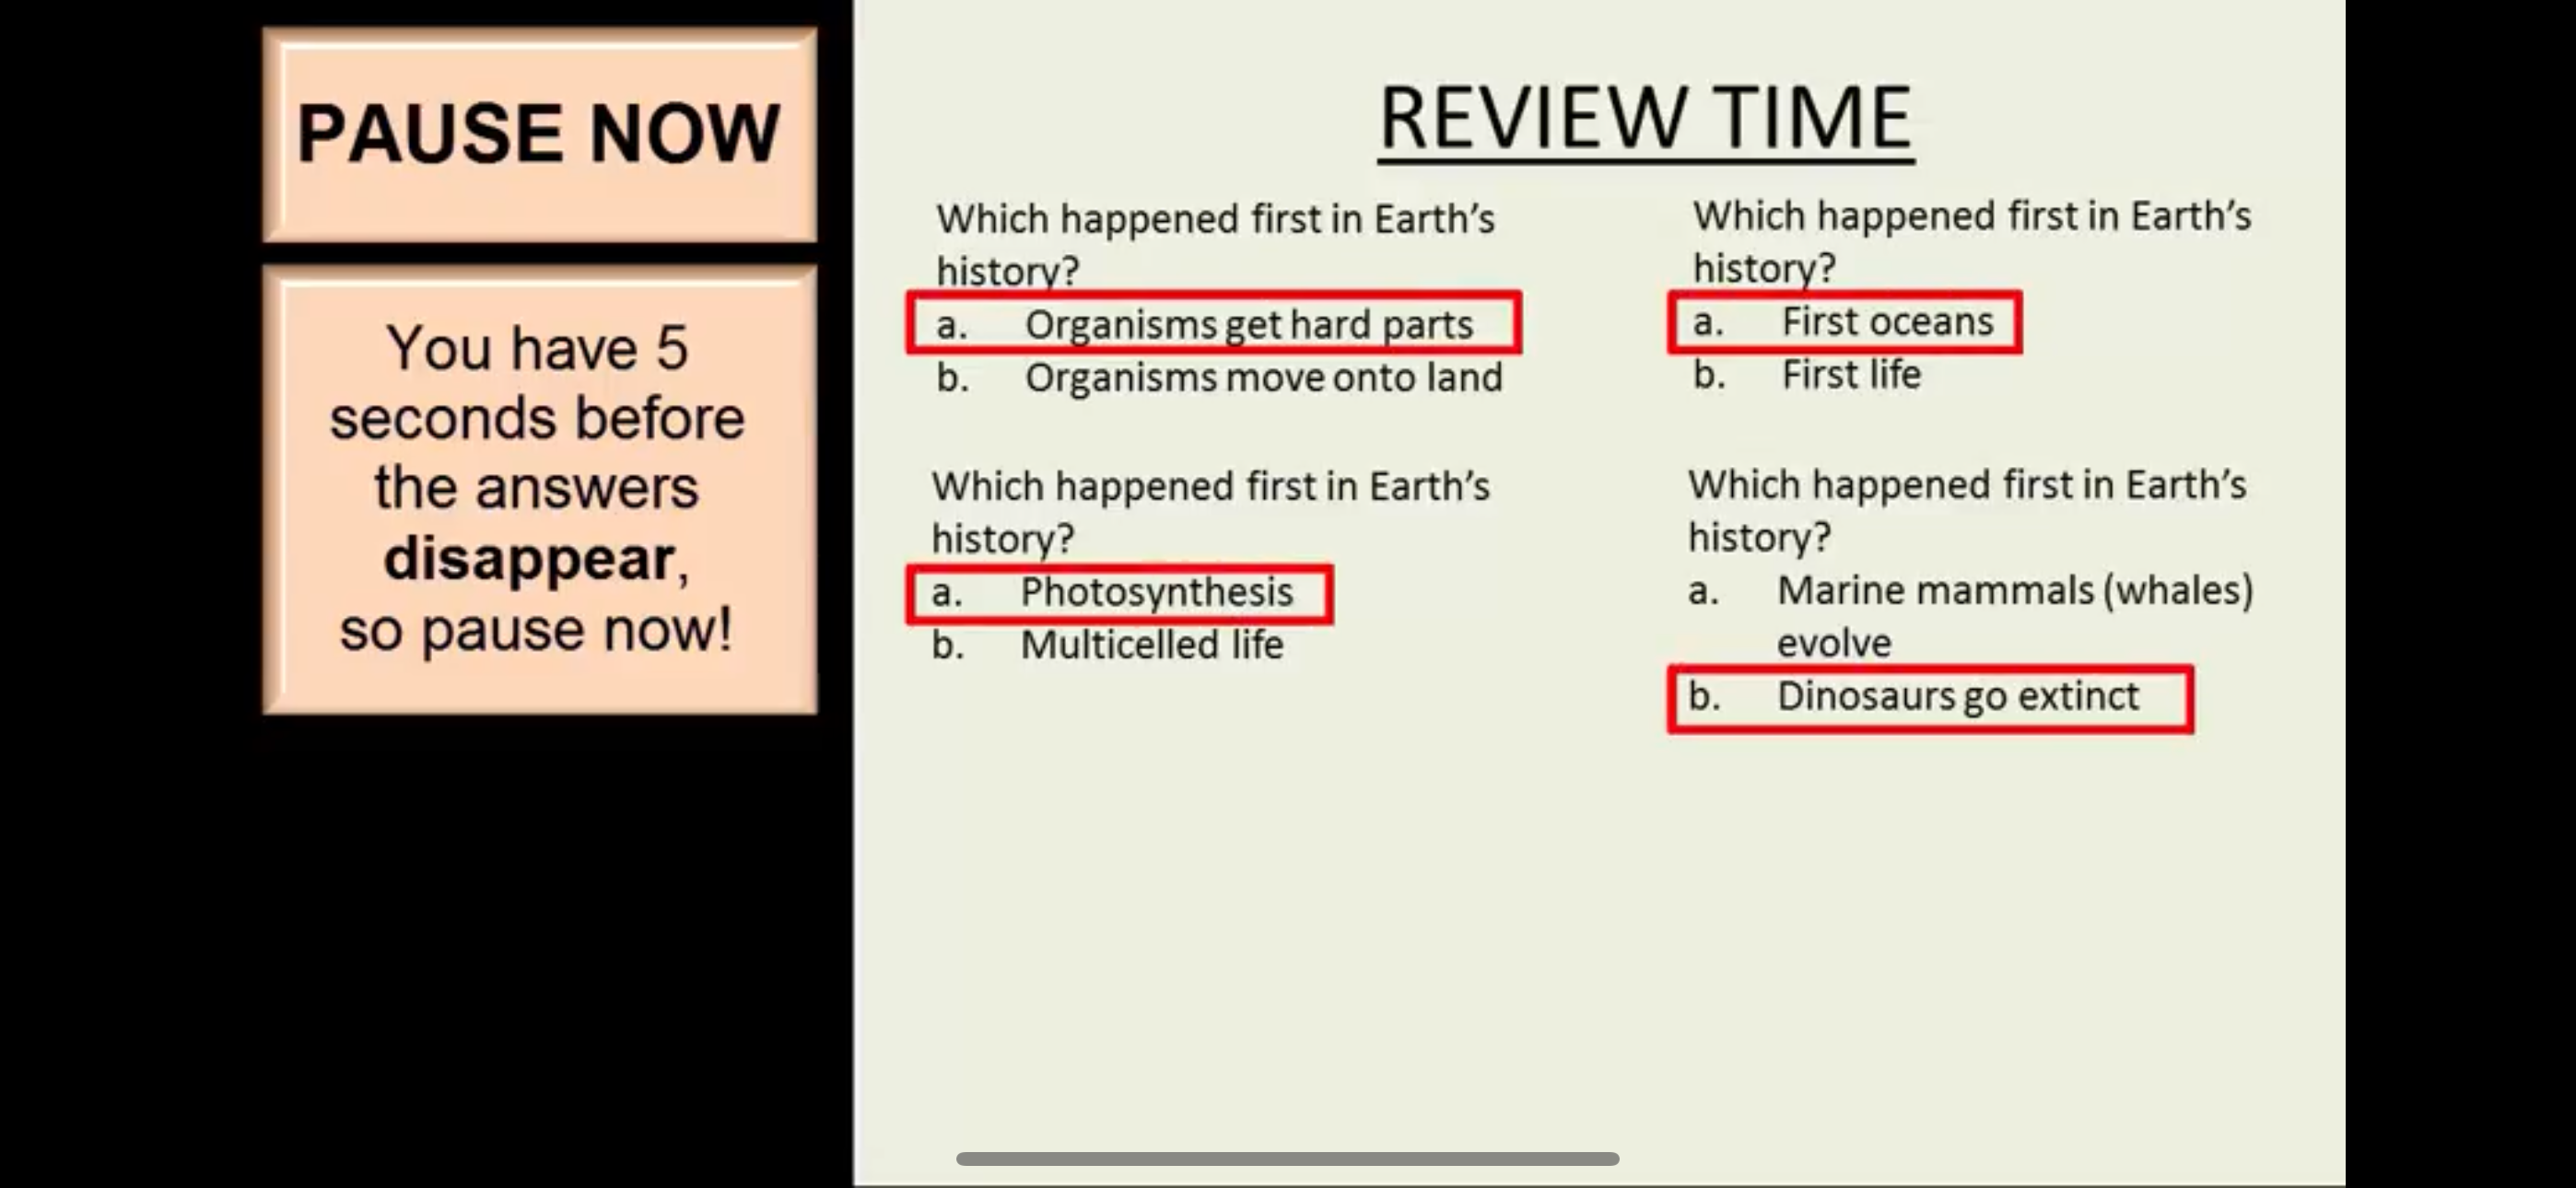 PAUSE NOW
You have 5
seconds before
the answers
disappear,
so pause now!
REVIEW TIME
Which happened first in Earth's
history?
a. Organisms get hard parts
b. Organisms move onto land
Which happened first in Earth's
history?
a. First oceans
b. First life
Which happened first in Earth's
history?
a. Photosynthesis
b. Multicelled life
Which happened first in Earth's
history?
a. Marine mammals (whales)
evolve
b. Dinosaurs go extinct